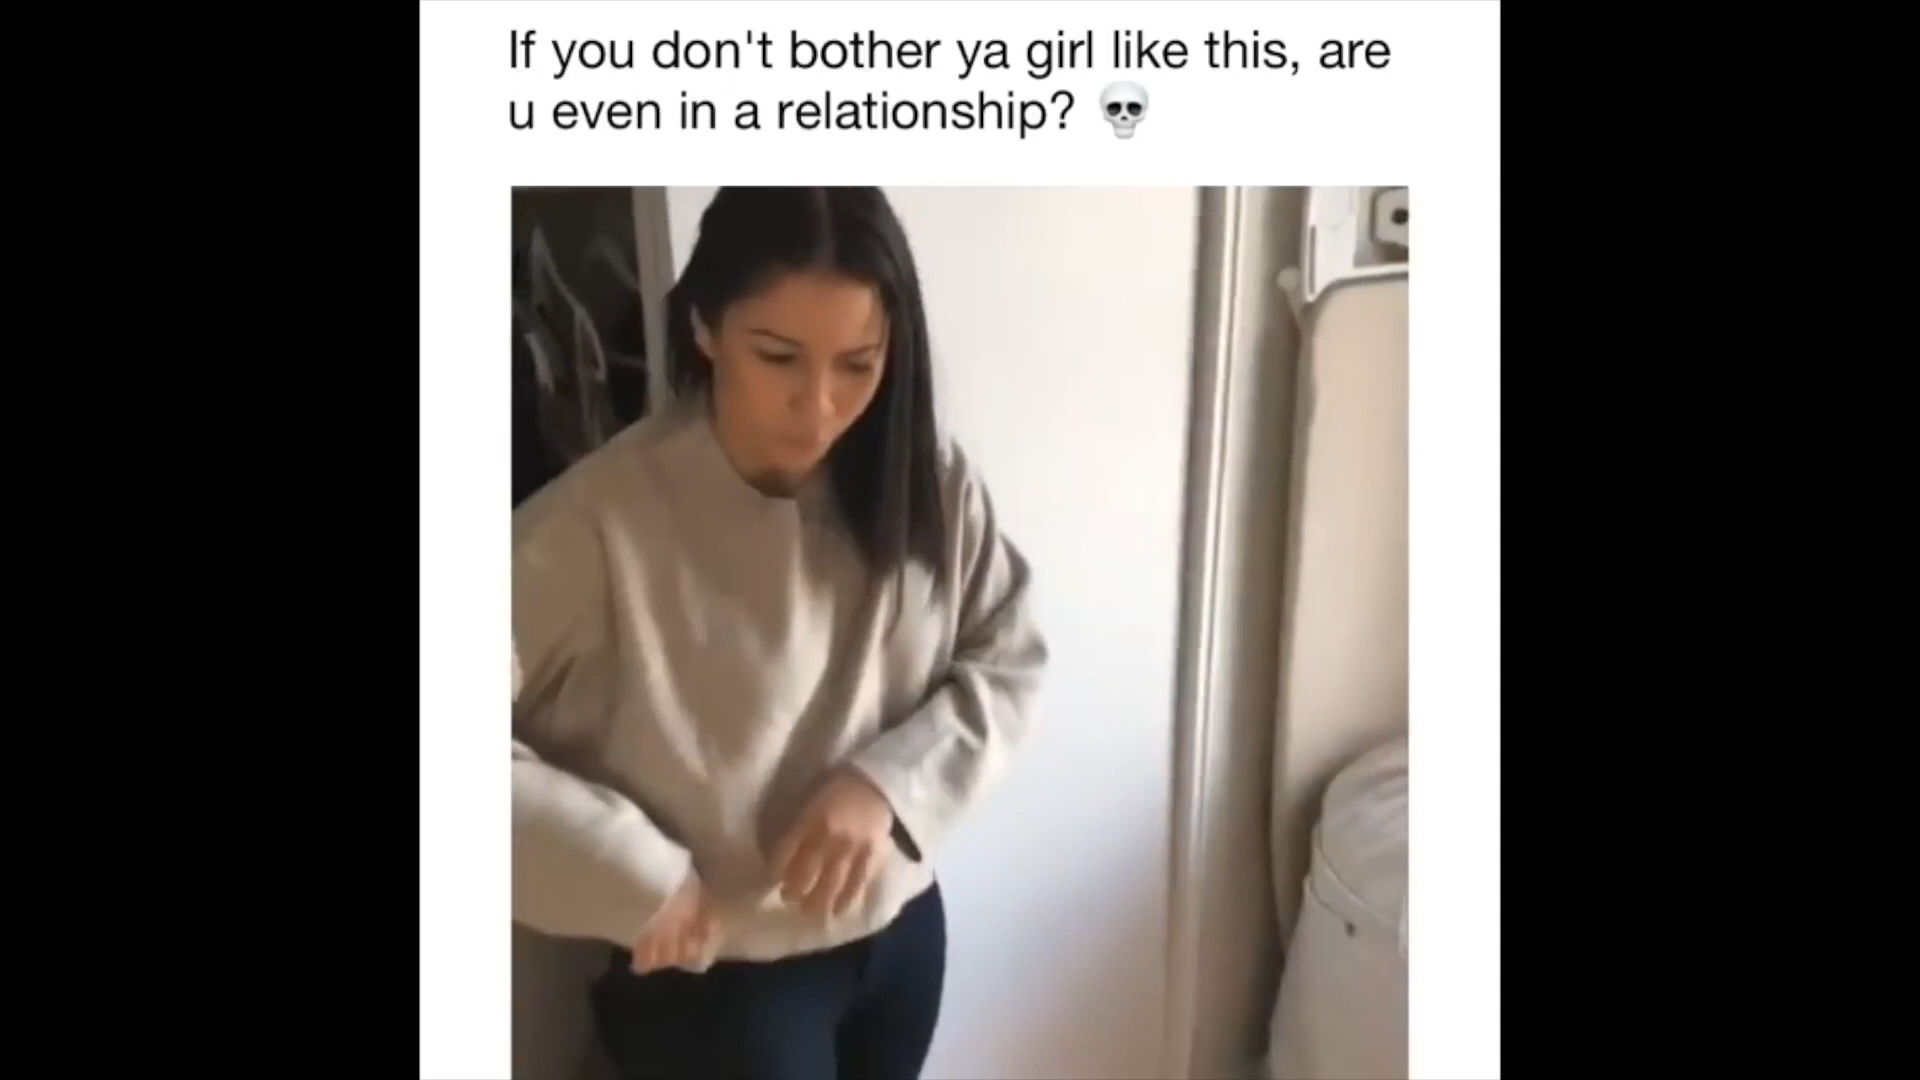 If you don't bother ya girl like this, are
u even in a relationship? 💀